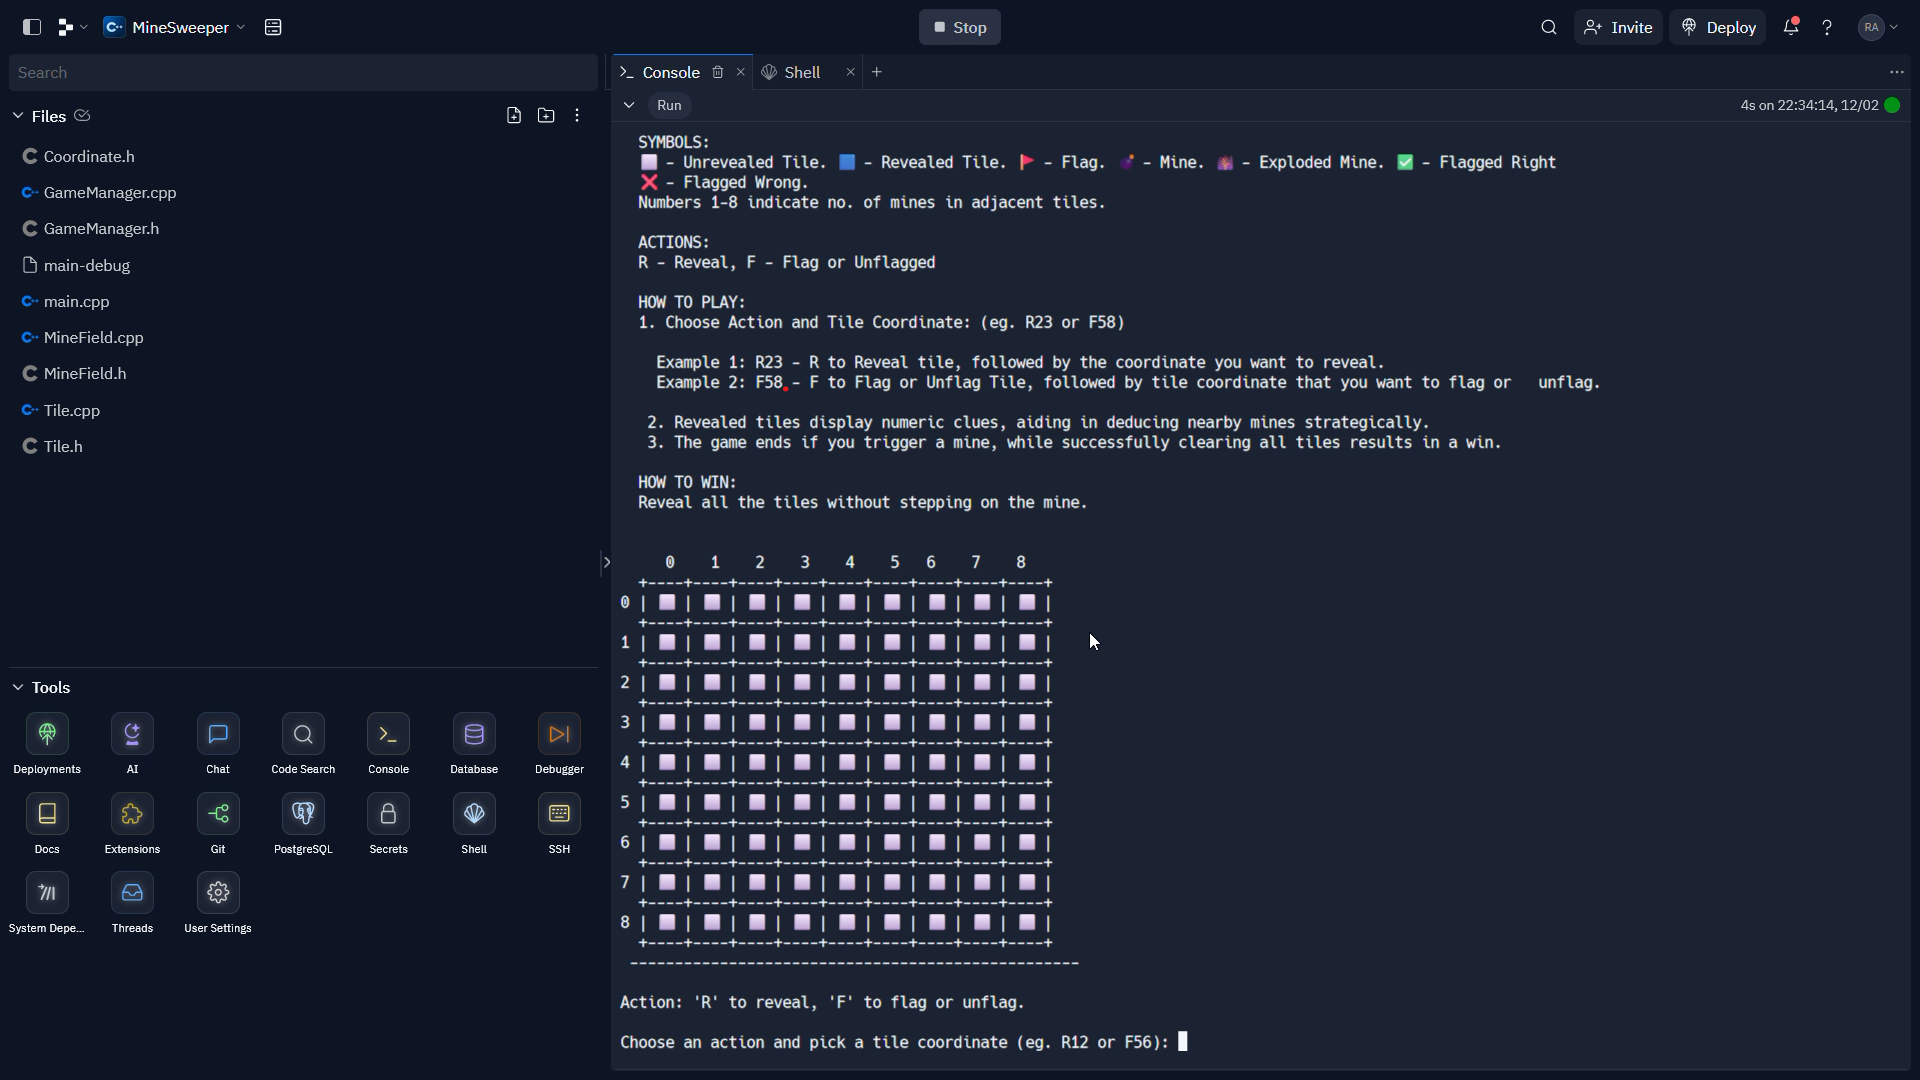 MineSweeper
Stop
Invite
Deploy
RA
Search
Console
Shell
Run
4s on 22:34:14, 12/02
Files
Coordinate.h
GameManager.cpp
GameManager.h
main-debug
main.cpp
MineField.cpp
MineField.h
Tile.cpp
Tile.h
Tools
Deployments
AI
Chat
Code Search
Console
Database
Debugger
Docs
Extensions
Git
PostgreSQL
Secrets
Shell
SSH
System Depe...
Threads
User Settings
SYMBOLS:
⬜ - Unrevealed Tile. 🟦 - Revealed Tile. 🚩 - Flag. 💣 - Mine. 💥 - Exploded Mine. ✅ - Flagged Right
❌ - Flagged Wrong.
Numbers 1-8 indicate no. of mines in adjacent tiles.
ACTIONS:
R - Reveal, F - Flag or Unflagged
HOW TO PLAY:
1. Choose Action and Tile Coordinate: (eg. R23 or F58)
Example 1: R23 - R to Reveal tile, followed by the coordinate you want to reveal.
Example 2: F58 - F to Flag or Unflag Tile, followed by tile coordinate that you want to flag or   unflag.
2. Revealed tiles display numeric clues, aiding in deducing nearby mines strategically.
3. The game ends if you trigger a mine, while successfully clearing all tiles results in a win.
HOW TO WIN:
Reveal all the tiles without stepping on the mine.
0 1 2 3 4 5 6 7 8
0
1
2
3
4
5
6
7
8
Action: 'R' to reveal, 'F' to flag or unflag.
Choose an action and pick a tile coordinate (eg. R12 or F56):